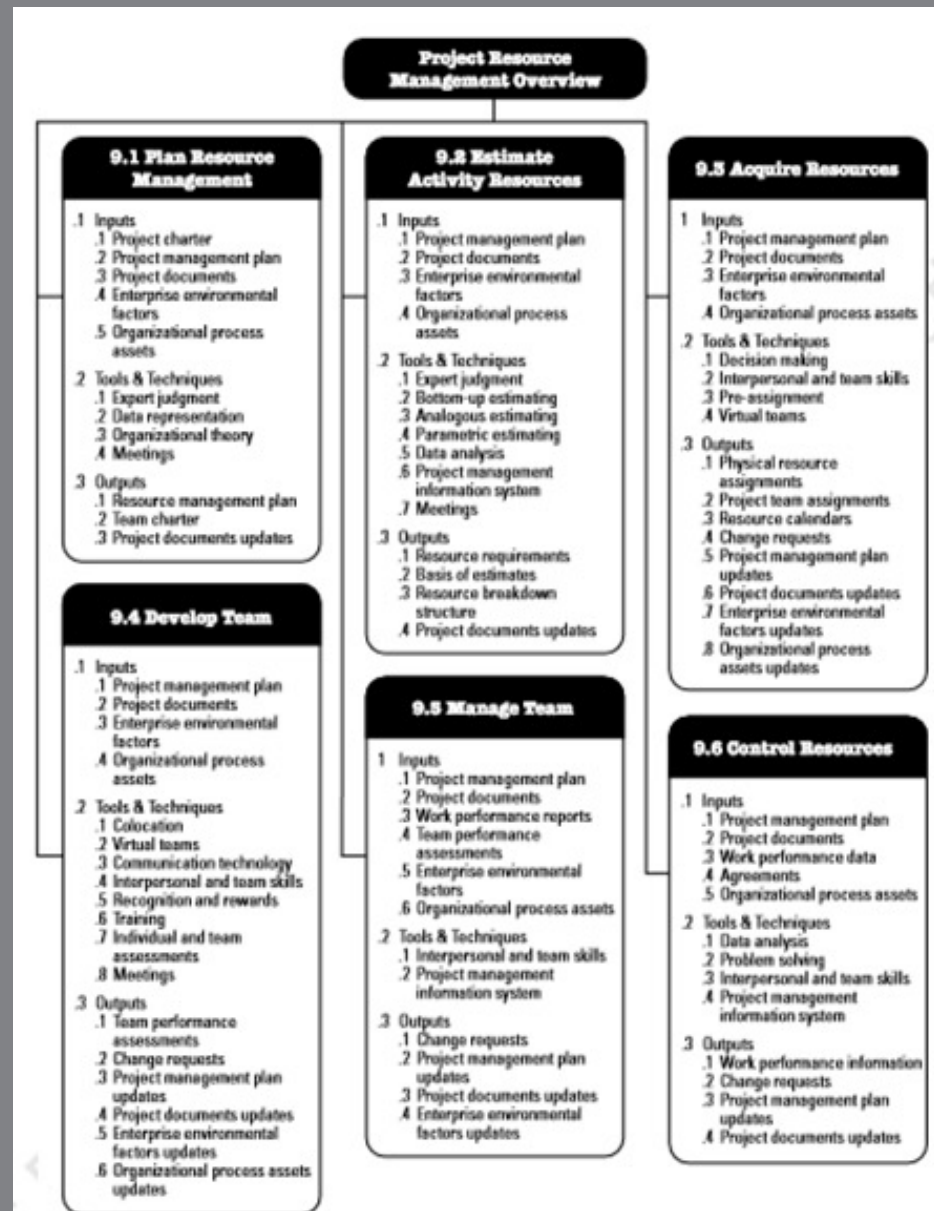 Project Resource
Management Overview
9.1 Plan Resource
Management
.1 Inputs
.1 Project charter
.2 Project management plan
.3 Project documents
.4 Enterprise environmental
factors
.5 Organizational process
assets
.2 Tools & Techniques
.1 Expert judgment
.2 Data representation
.3 Organizational theory
.4 Meetings
.3 Outputs
.1 Resource management plan
.2 Team charter
.3 Project documents updates
9.2 Estimate
Activity Resources
.1 Inputs
.1 Project management plan
.2 Project documents
.3 Enterprise environmental
factors
.4 Organizational process
assets
.2 Tools & Techniques
.1 Expert judgment
.2 Bottom-up estimating
.3 Analogous estimating
.4 Parametric estimating
.5 Data analysis
.6 Project management
information system
.7 Meetings
.3 Outputs
.1 Resource requirements
.2 Basis of estimates
.3 Resource breakdown
structure
.4 Project documents updates
9.3 Acquire Resources
1 Inputs
.1 Project management plan
.2 Project documents
.3 Enterprise environmental
factors
.4 Organizational process assets
.2 Tools & Techniques
.1 Decision making
.2 Interpersonal and team skills
.3 Pre-assignment
.4 Virtual teams
.3 Outputs
.1 Physical resource
assignments
.2 Project team assignments
.3 Resource calendars
.4 Change requests
.5 Project management plan
updates
.6 Project documents updates
.7 Enterprise environmental
factors updates
.8 Organizational process
assets updates
9.4 Develop Team
.1 Inputs
.1 Project management plan
.2 Project documents
.3 Enterprise environmental
factors
.4 Organizational process
assets
.2 Tools & Techniques
.1 Colocation
.2 Virtual teams
.3 Communication technology
.4 Interpersonal and team skills
.5 Recognition and rewards
.6 Training
.7 Individual and team
assessments
.8 Meetings
.3 Outputs
.1 Team performance
assessments
.2 Change requests
.3 Project management plan
updates
.4 Project documents updates
.5 Enterprise environmental
factors updates
.6 Organizational process assets
updates
9.5 Manage Team
1 Inputs
.1 Project management plan
.2 Project documents
.3 Work performance reports
.4 Team performance
assessments
.5 Enterprise environmental
factors
.6 Organizational process assets
.2 Tools & Techniques
.1 Interpersonal and team skills
.2 Project management
information system
.3 Outputs
.1 Change requests
.2 Project management plan
updates
.3 Project documents updates
.4 Enterprise environmental
factors updates
9.6 Control Resources
.1 Inputs
.1 Project management plan
.2 Project documents
.3 Work performance data
.4 Agreements
.5 Organizational process assets
.2 Tools & Techniques
.1 Data analysis
.2 Problem solving
.3 Interpersonal and team skills
.4 Project management
information system
.3 Outputs
.1 Work performance information
.2 Change requests
.3 Project management plan
updates
.4 Project documents updates